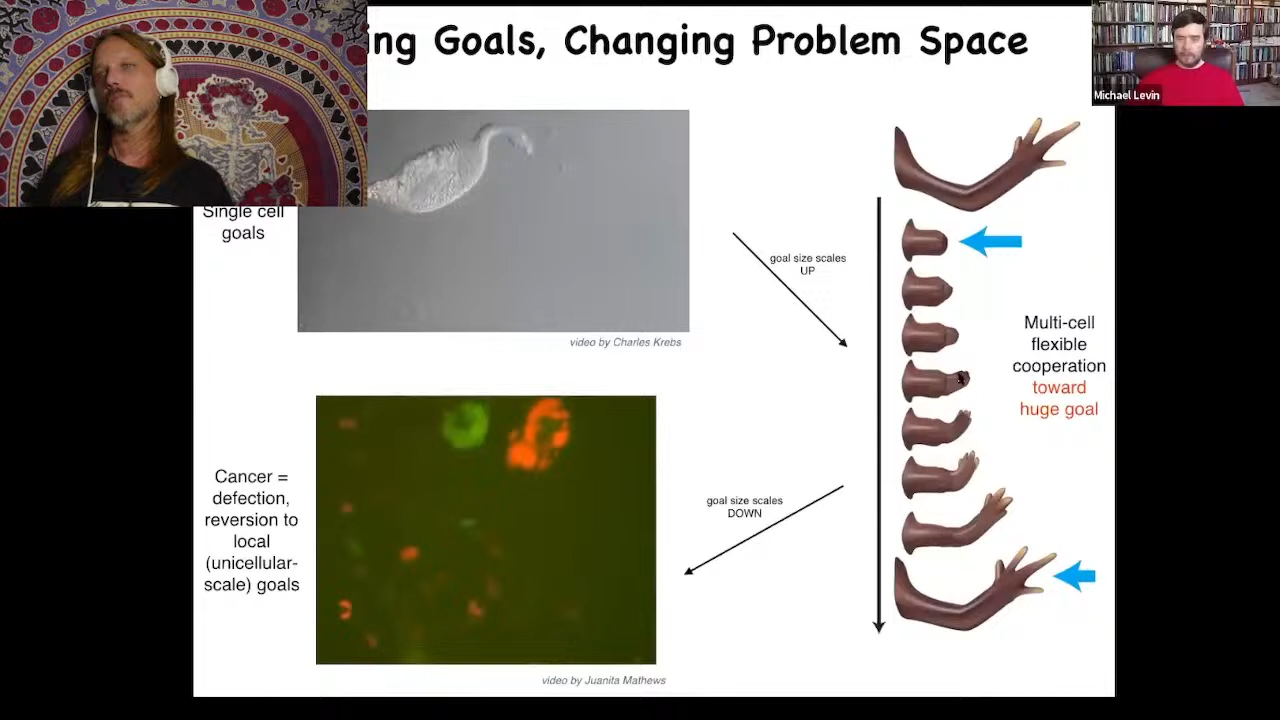 ing Goals, Changing Problem Space
Michael Levin
Single cell
goals
goal size scales
UP
video by Charles Krebs
Multi-cell
flexible
cooperation
toward
huge goal
Cancer =
defection,
reversion to
local
(unicellular-
scale) goals
goal size scales
DOWN
video by Juanita Mathews